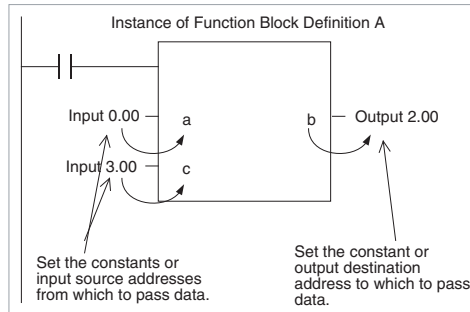 Instance of Function Block Definition A
Input 0.00
a
b
Output 2.00
Input 3.00
c
Set the constants or
input source addresses
from which to pass data.
Set the constant or
output destination
address to which to pass
data.